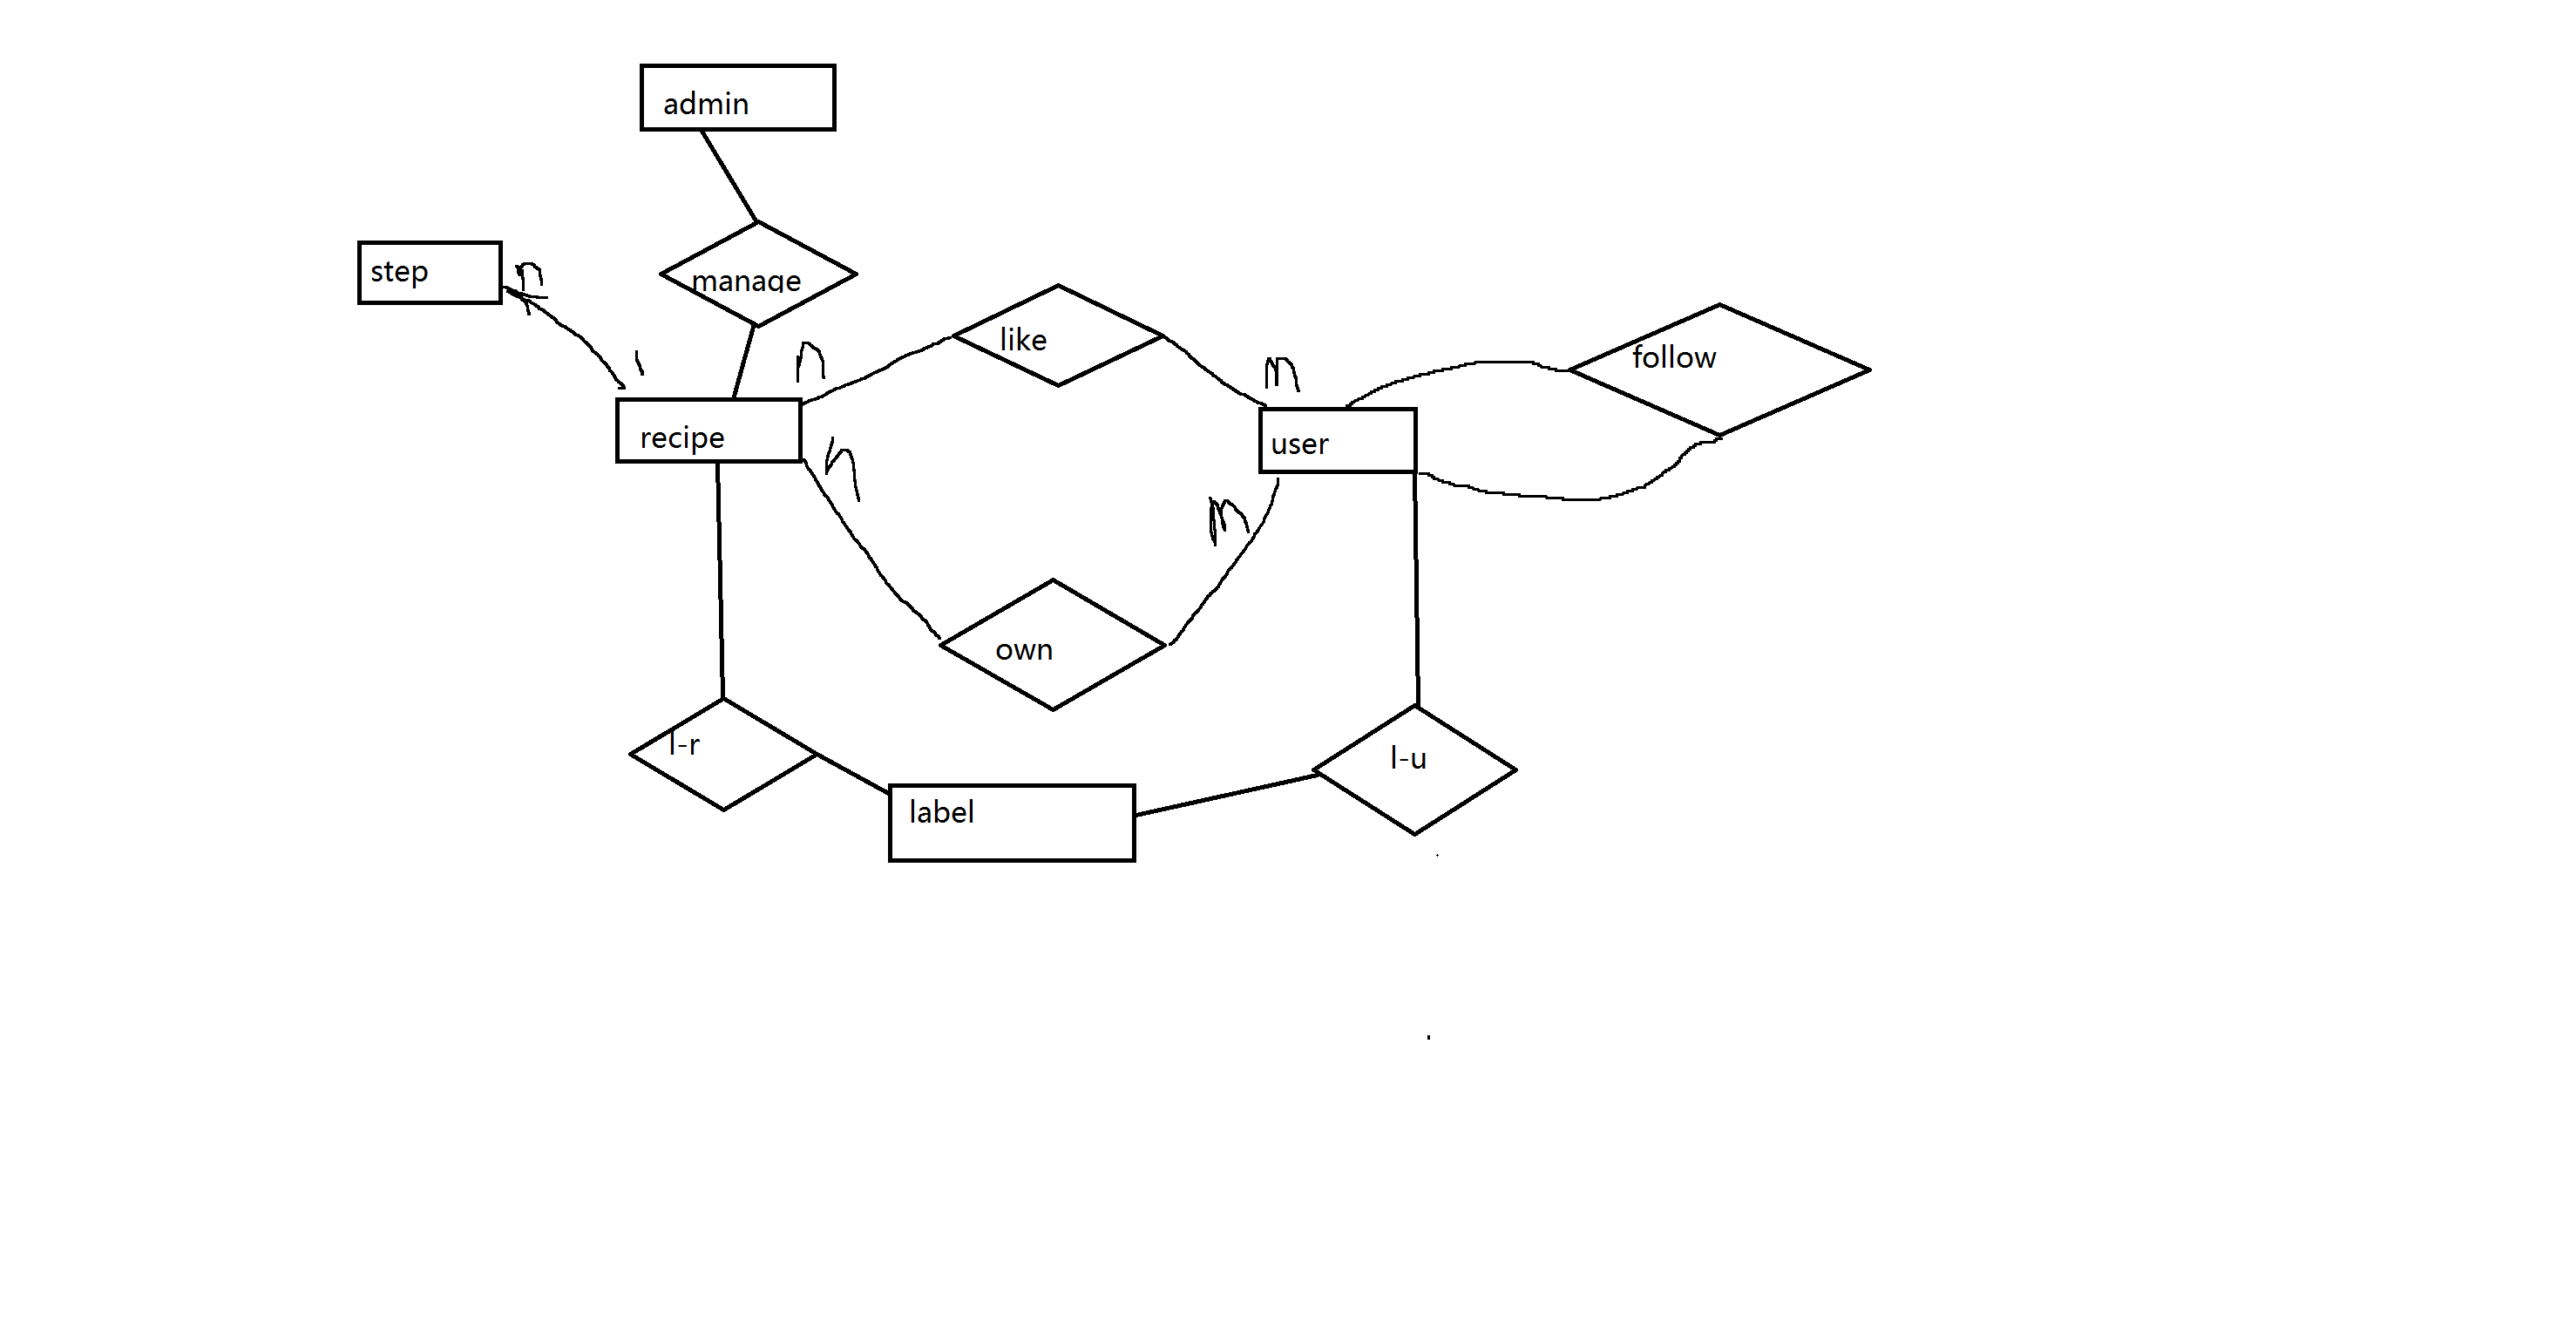 admin
step
n
manage
1
n
like
m
follow
recipe
user
n
m
own
l-r
l-u
label